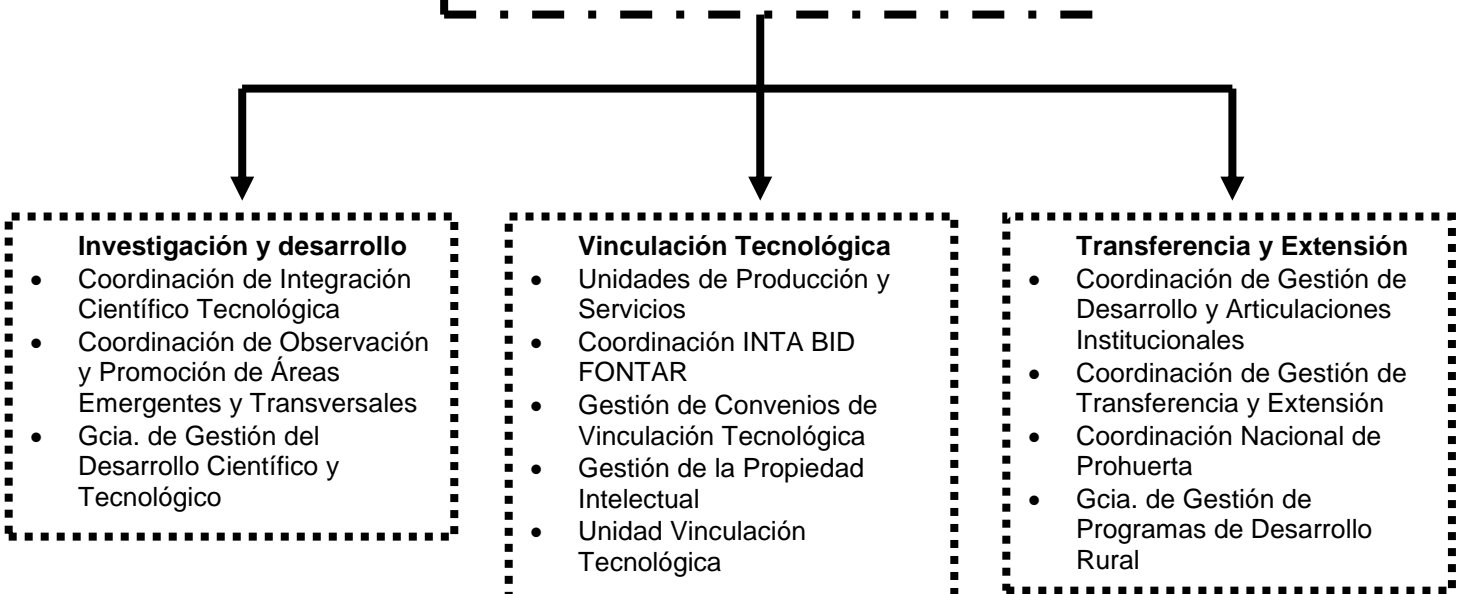 Investigación y desarrollo
• Coordinación de Integración
Científico Tecnológica
• Coordinación de Observación
y Promoción de Áreas
Emergentes y Transversales
• Gcia. de Gestión del
Desarrollo Científico y
Tecnológico
Vinculación Tecnológica
• Unidades de Producción y
Servicios
• Coordinación INTA BID
FONTAR
• Gestión de Convenios de
Vinculación Tecnológica
• Gestión de la Propiedad
Intelectual
• Unidad Vinculación
Tecnológica
Transferencia y Extensión
• Coordinación de Gestión de
Desarrollo y Articulaciones
Institucionales
• Coordinación de Gestión de
Transferencia y Extensión
• Coordinación Nacional de
Prohuerta
• Gcia. de Gestión de
Programas de Desarrollo
Rural